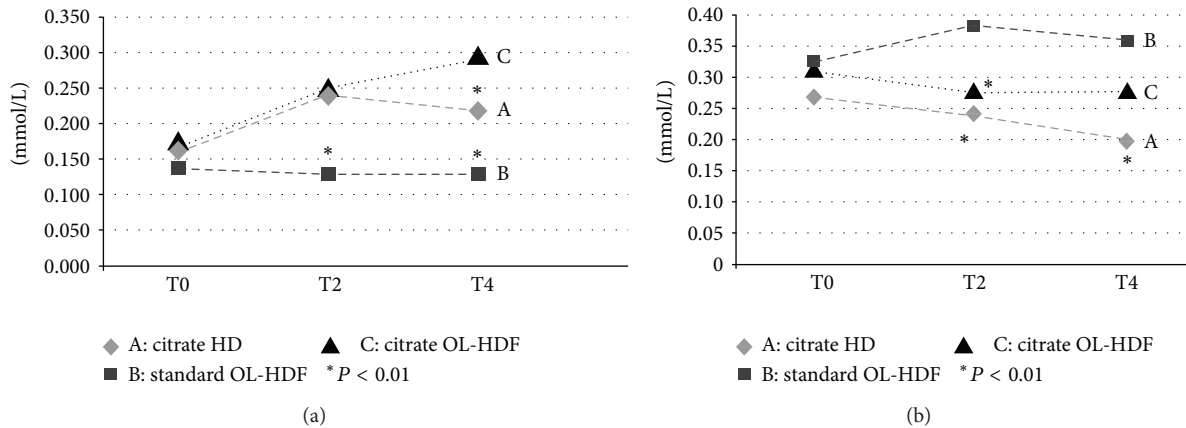 (mmol/L)
0.350
0.300
0.250
0.200
0.150
0.100
0.050
0.000
C
*
A
*
*
B
T0 T2 T4
A: citrate HD C: citrate OL-HDF
B: standard OL-HDF *P < 0.01
(a)
(mmol/L)
0.40
0.35
0.30
0.25
0.20
0.15
0.10
0.05
0
B
*
C
*
A
*
T0 T2 T4
A: citrate HD C: citrate OL-HDF
B: standard OL-HDF *P < 0.01
(b)